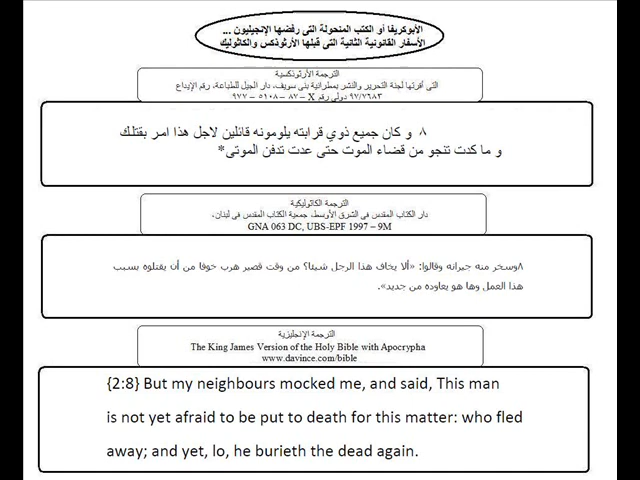 الأبوكريفا أو الكتب المنحولة التى رفضها الإنجيليون ...
الأسفار القانونية الثانية التى قبلها الأرثوذكس والكاثوليك
الترجمة الأرثوذكسية
التى أقرتها لجنة التحرير والنشر بمطرانية بنى سويف، دار الجيل للطباعة، رقم الإيداع
٩٧/٧٦٨٣ دولي رقم X – ٨٧ – ٥١٠٨ – ٩٧٧
٨ و كان جميع ذوي قرابته يلومونه قائلين لاجل هذا امر بقتلك
و ما كدت تنجو من قضاء الموت حتى عدت تدفن الموتى*
الترجمة الكاثوليكية
دار الكتاب المقدس فى الشرق الأوسط، جمعية الكتاب المقدس فى لبنان،
GNA 063 DC, UBS-EPF 1997 – 9M
٨وسخر منه جيرانه وقالوا: «ألا يخاف هذا الرجل شيئا؟ من وقت قصير هرب خوفا من أن يقتلوه بسبب
هذا العمل وها هو يعاوده من جديد».
الترجمة الإنجليزية
The King James Version of the Holy Bible with Apocrypha
www.davince.com/bible
{2:8} But my neighbours mocked me, and said, This man
is not yet afraid to be put to death for this matter: who fled
away; and yet, lo, he burieth the dead again.